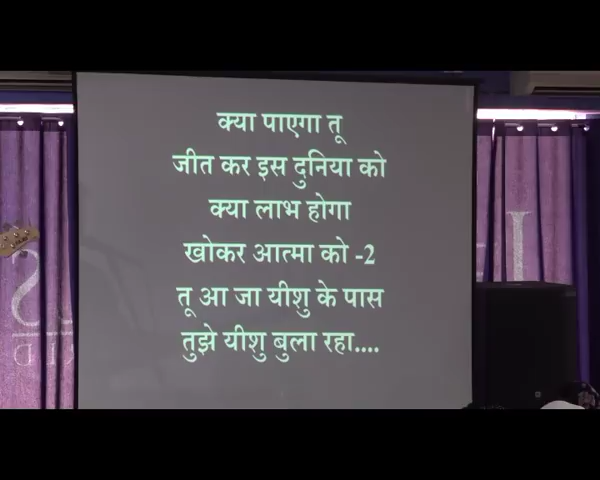 क्या पाएगा तू
जीत कर इस दुनिया को
क्या लाभ होगा
खोकर आत्मा को -2
तू आ जा यीशु के पास
तुझे यीशु बुला रहा....